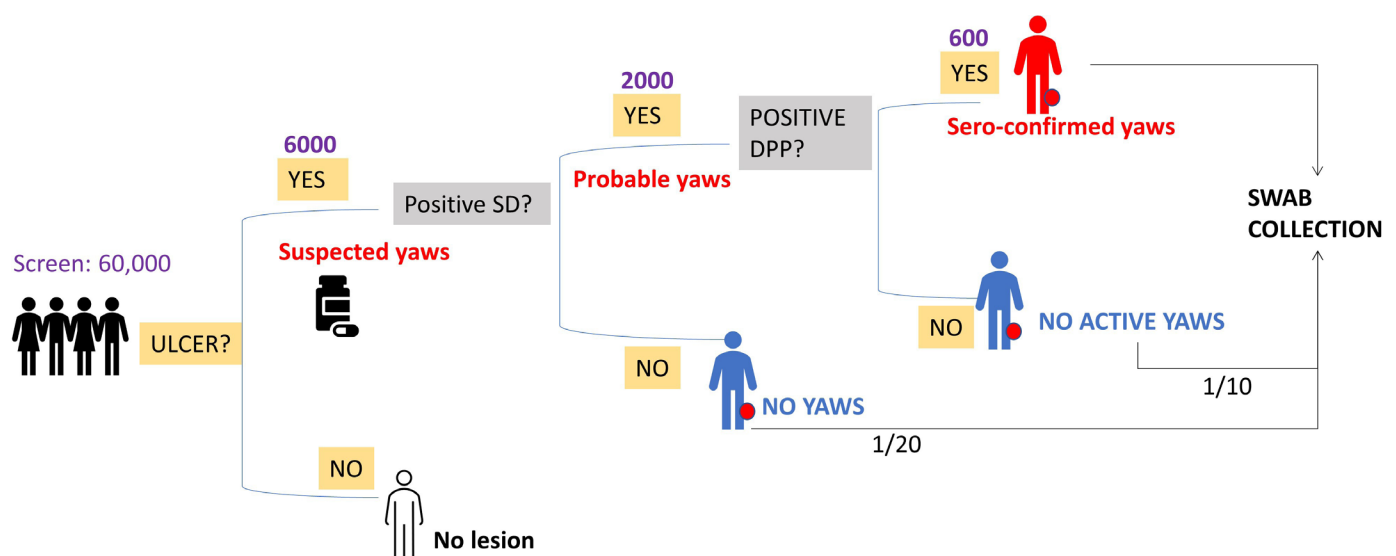 600
YES
Sero-confirmed yaws
2000
YES
POSITIVE
DPP?
Probable yaws
6000
YES
Positive SD?
Suspected yaws
SWAB
COLLECTION
Screen: 60,000
ULCER?
NO
NO ACTIVE YAWS
1/10
NO
NO YAWS
1/20
NO
No lesion